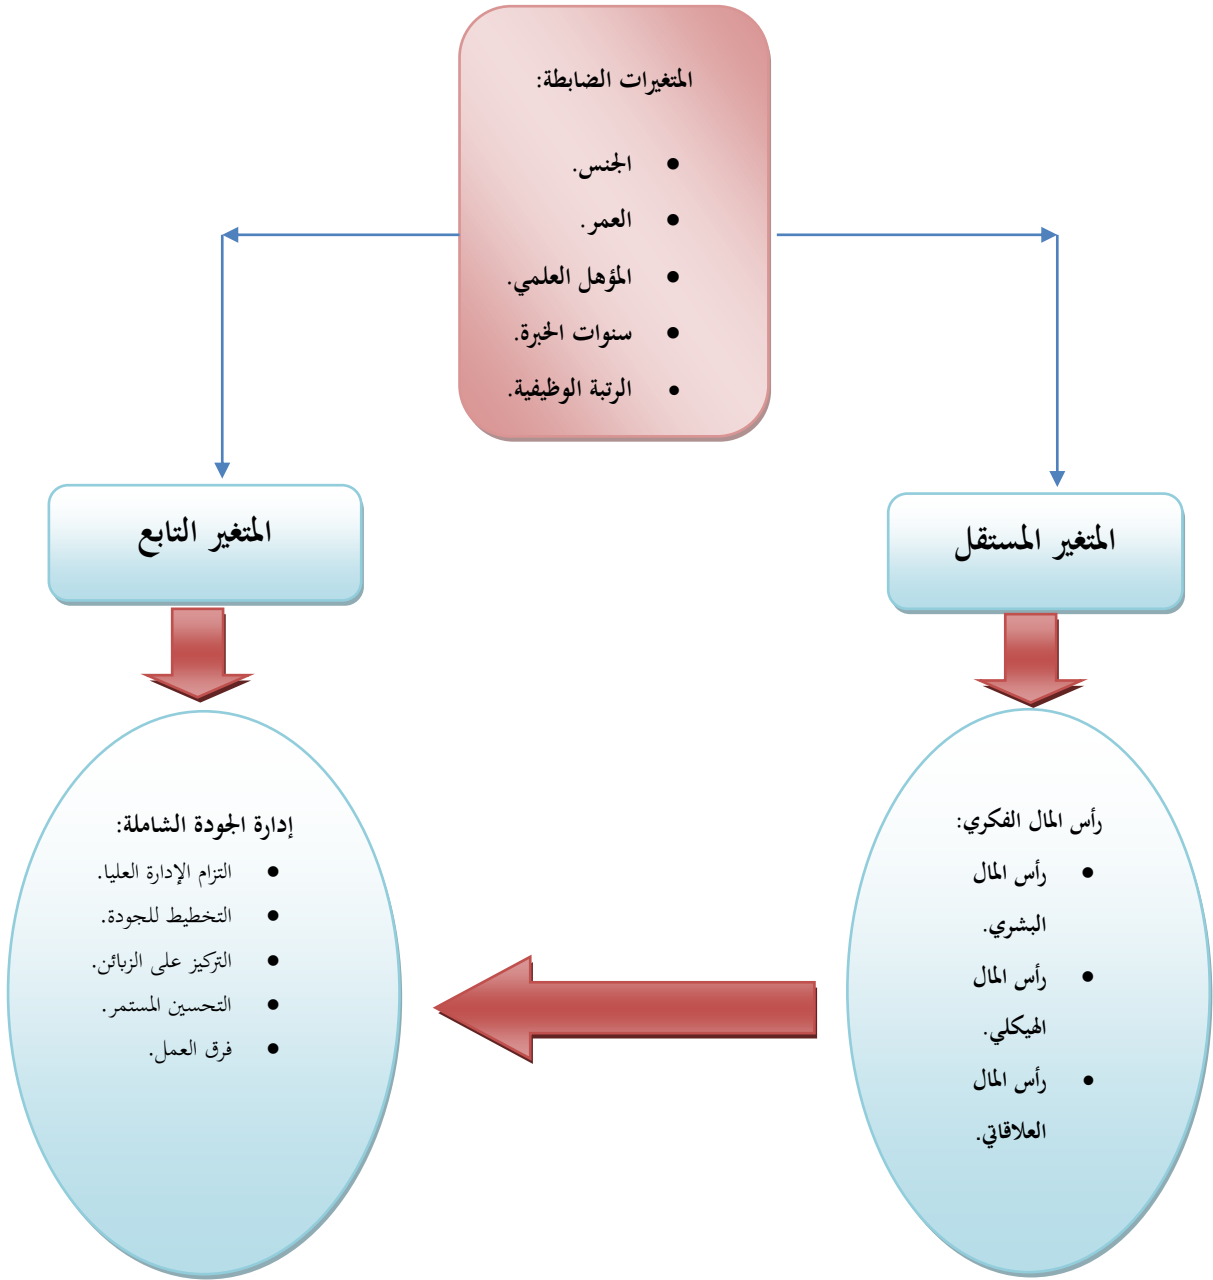 المتغيرات الضابطة:
● الجنس.
● العمر.
● المؤهل العلمي.
● سنوات الخبرة.
● الرتبة الوظيفية.
المتغير المستقل
المتغير التابع
رأس المال الفكري:
● رأس المال
البشري.
● رأس المال
الهيكلي.
● رأس المال
العلاقاتي.
إدارة الجودة الشاملة:
● التزام الإدارة العليا.
● التخطيط للجودة.
● التركيز على الزبائن.
● التحسين المستمر.
● فرق العمل.